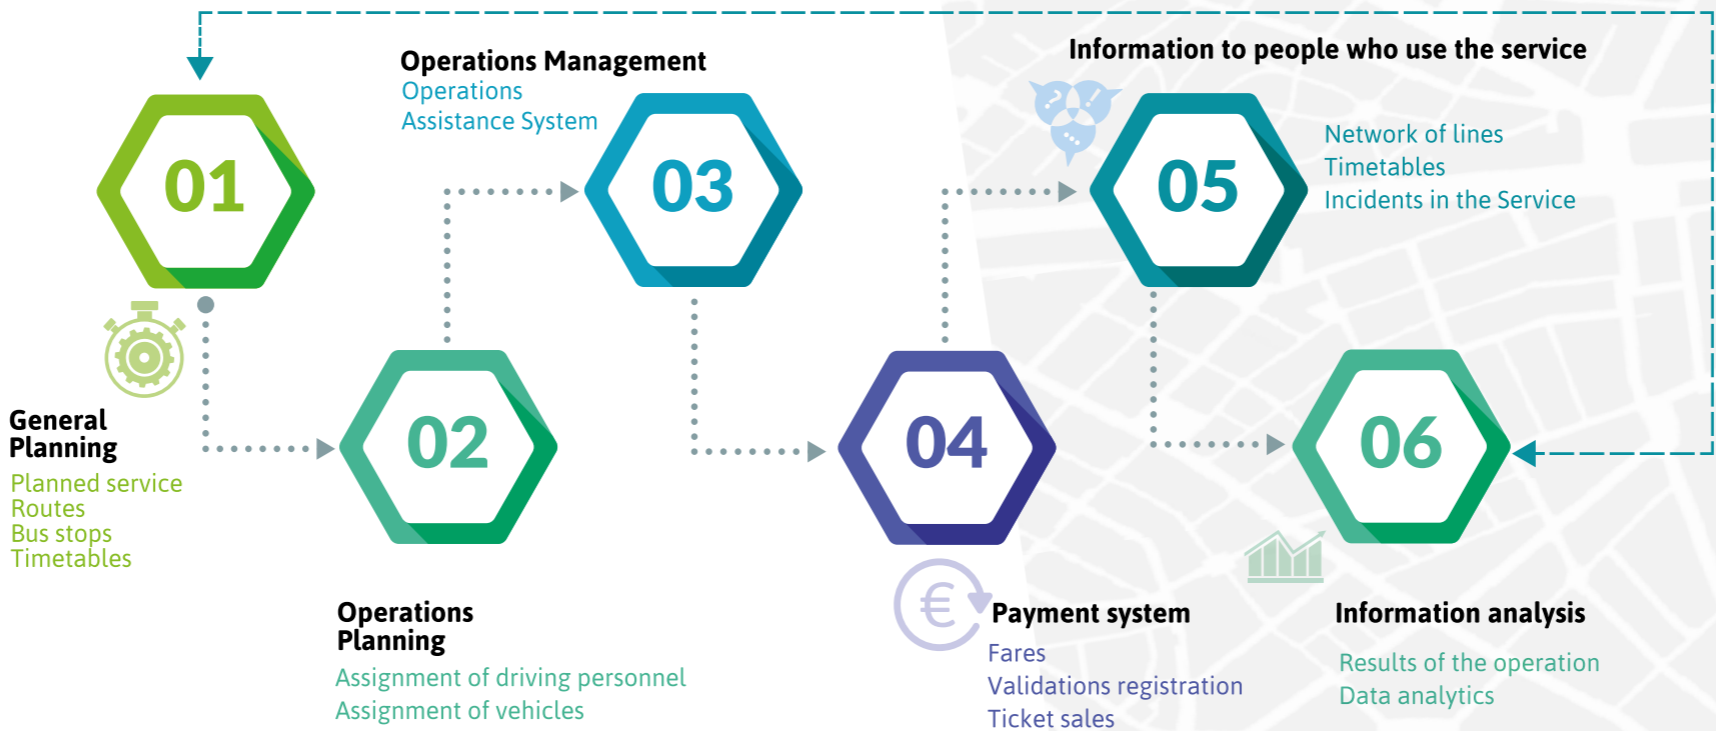 01
General
Planning
Planned service
Routes
Bus stops
Timetables
02
Operations
Planning
Assignment of driving personnel
Assignment of vehicles
Operations Management
Operations
Assistance System
03
04
€
Payment system
Fares
Validations registration
Ticket sales
Information to people who use the service
? !
...
05
Network of lines
Timetables
Incidents in the Service
06
Information analysis
Results of the operation
Data analytics